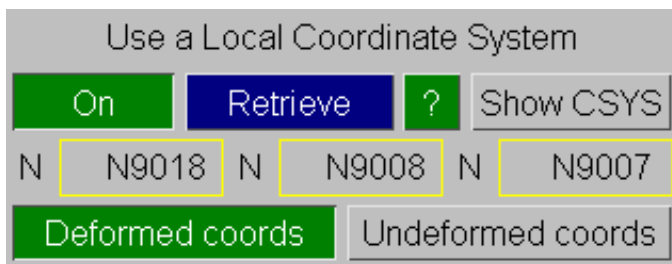 Use a Local Coordinate System
On Retrieve ? Show CSYS
N N9018 N N9008 N N9007
Deformed coords Undeformed coords